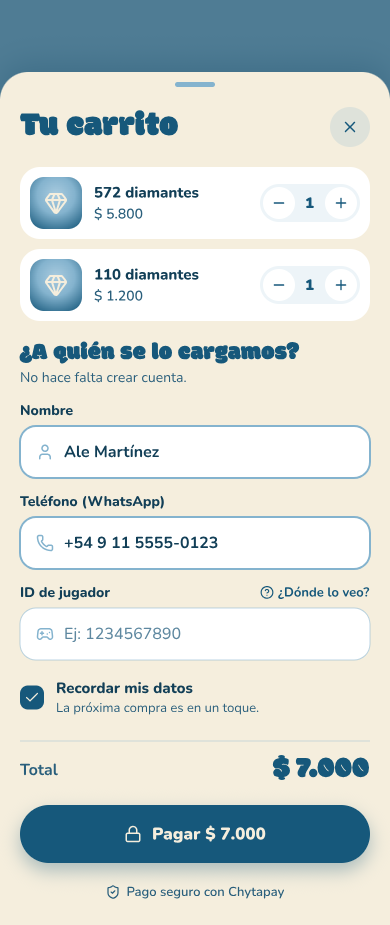 Tu carrito
572 diamantes
$ 5.800
1
110 diamantes
$ 1.200
1
¿A quién se lo cargamos?
No hace falta crear cuenta.
Nombre
Ale Martínez
Teléfono (WhatsApp)
+54 9 11 5555-0123
ID de jugador
¿Dónde lo veo?
Ej: 1234567890
Recordar mis datos
La próxima compra es en un toque.
Total
$ 7.000
Pagar $ 7.000
Pago seguro con Chytapay